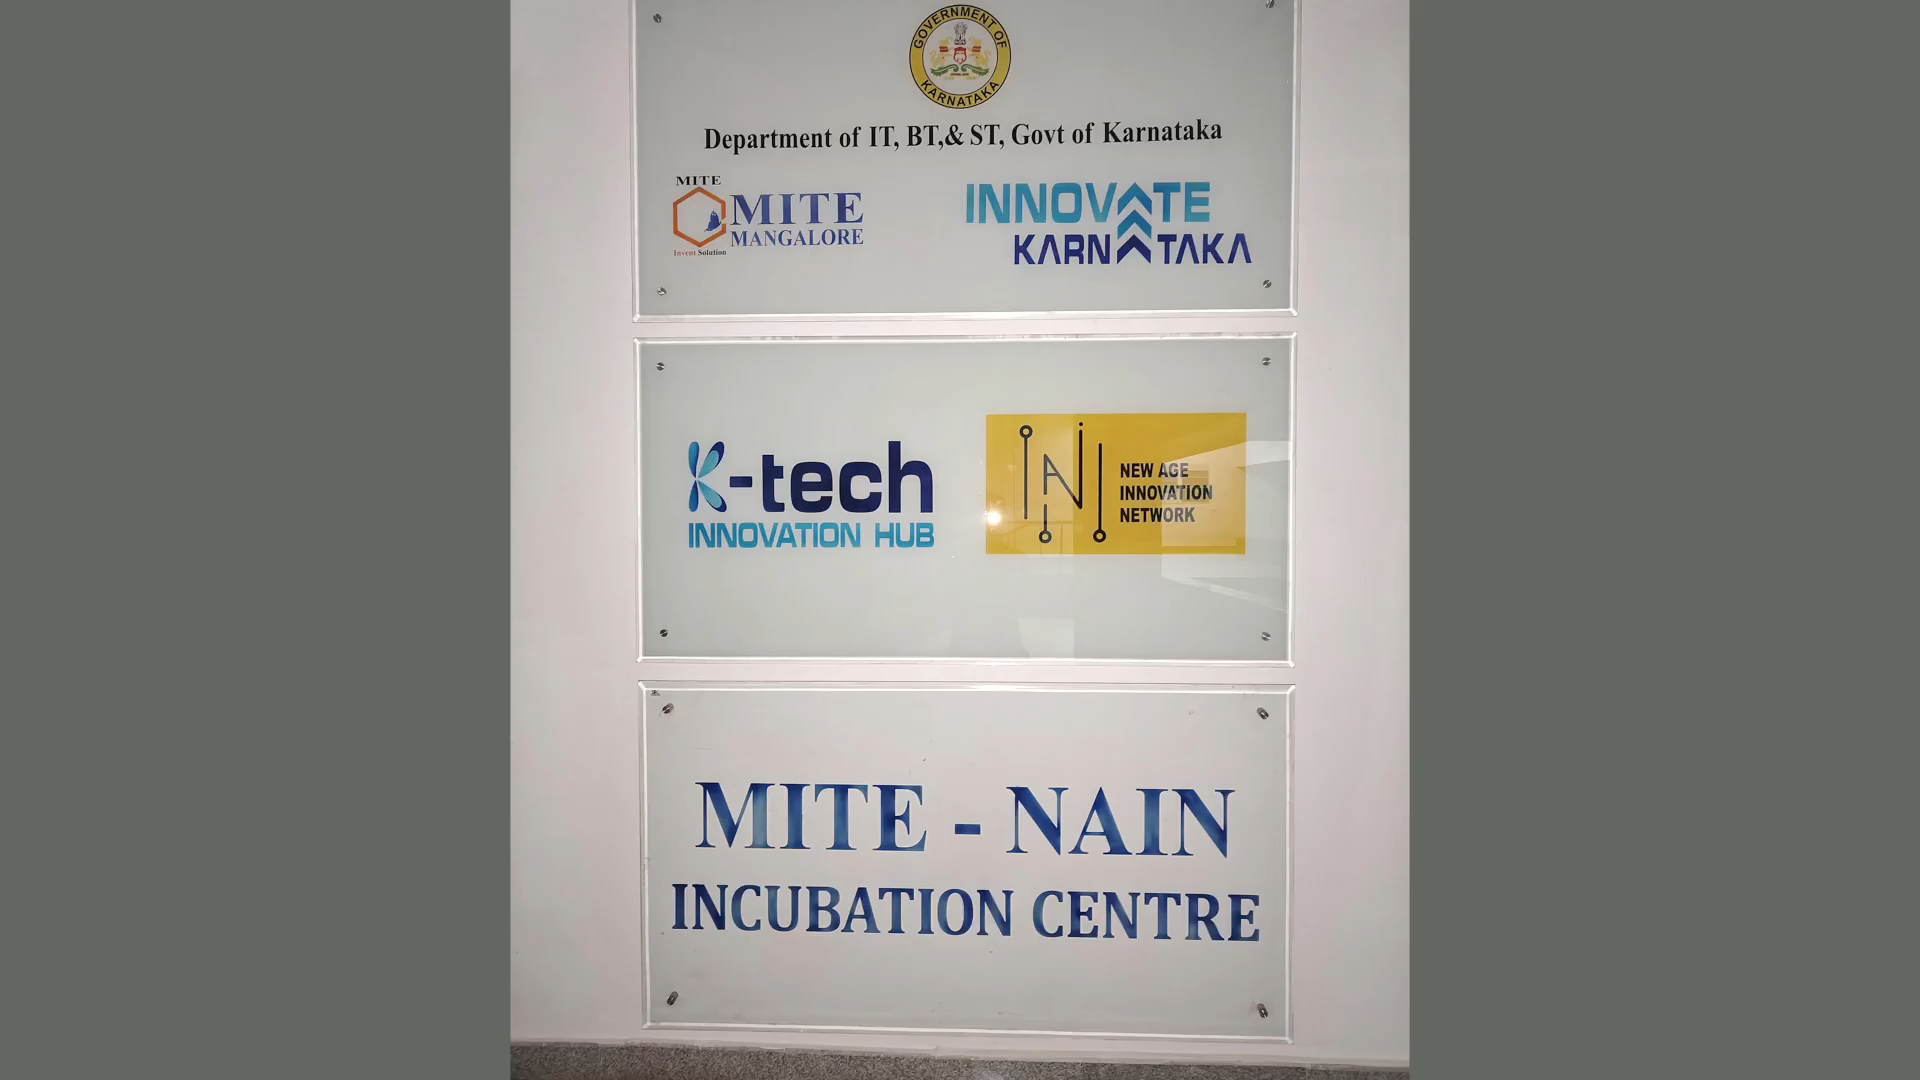 GOVERNMENT OF
KARNATAKA
Department of IT, BT,& ST, Govt of Karnataka
MITE
MITE
MANGALORE
Invent Solution
INNOVATE
KARNATAKA
K-tech
INNOVATION HUB
NAIN
NEW AGE
INNOVATION
NETWORK
MITE - NAIN
INCUBATION CENTRE